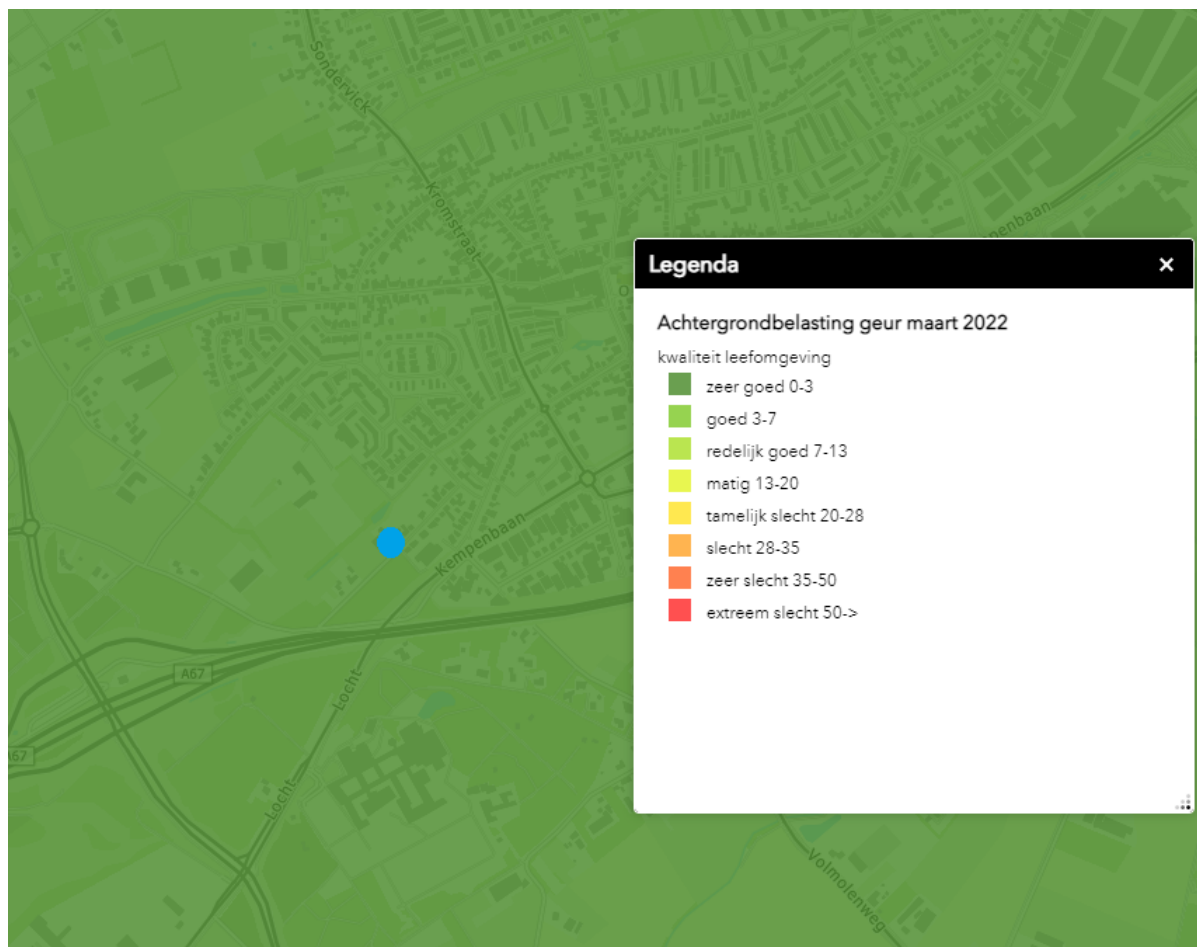 Sondervick
Kromstraat
Kempenbaan
Legenda
Achtergrondbelasting geur maart 2022
kwaliteit leefomgeving
zeer goed 0-3
goed 3-7
redelijk goed 7-13
matig 13-20
tamelijk slecht 20-28
slecht 28-35
zeer slecht 35-50
extreem slecht 50->
A67
Locht
Locht
Volmolenweg